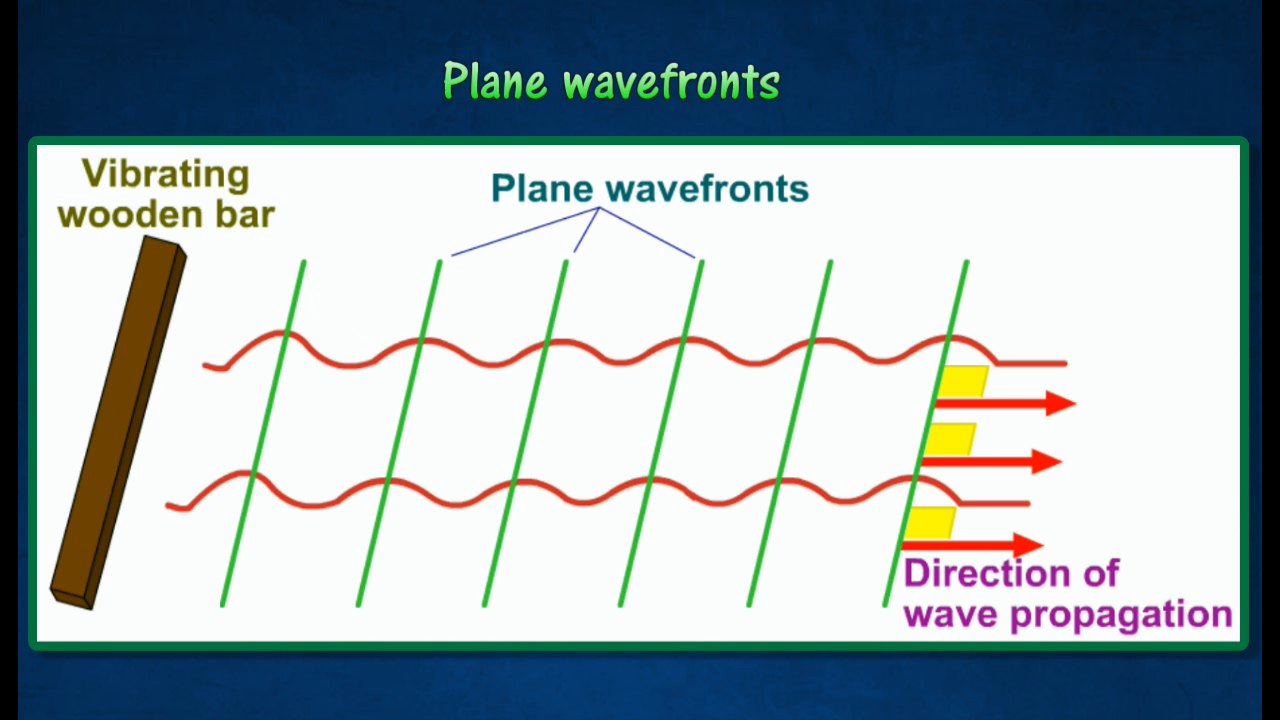 Plane wavefronts
Vibrating
wooden bar
Plane wavefronts
Direction of
wave propagation